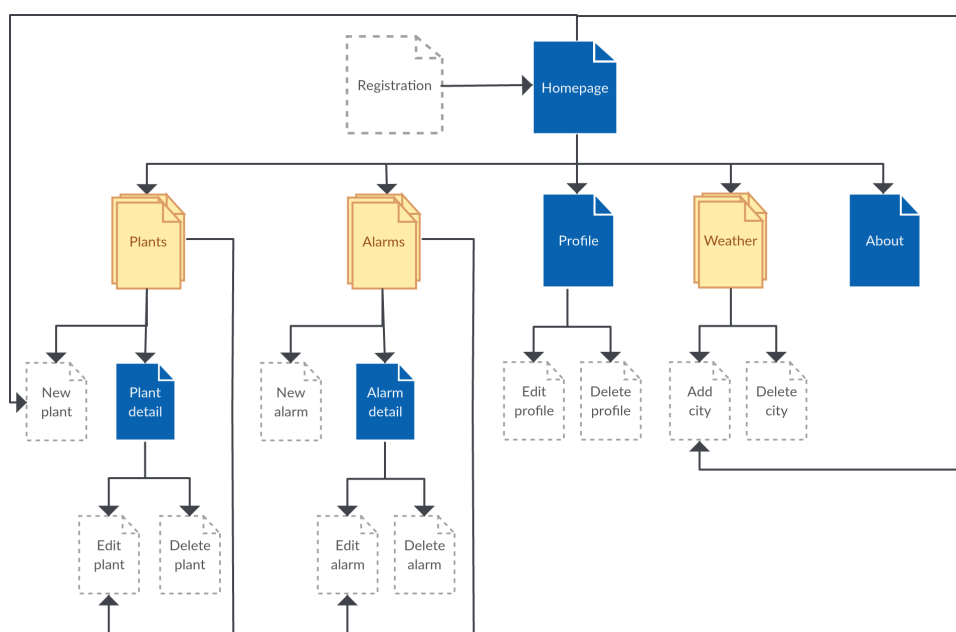 Registration
Homepage
Plants
Alarms
Profile
Weather
About
New
plant
Plant
detail
New
alarm
Alarm
detail
Edit
profile
Delete
profile
Add
city
Delete
city
Edit
plant
Delete
plant
Edit
alarm
Delete
alarm